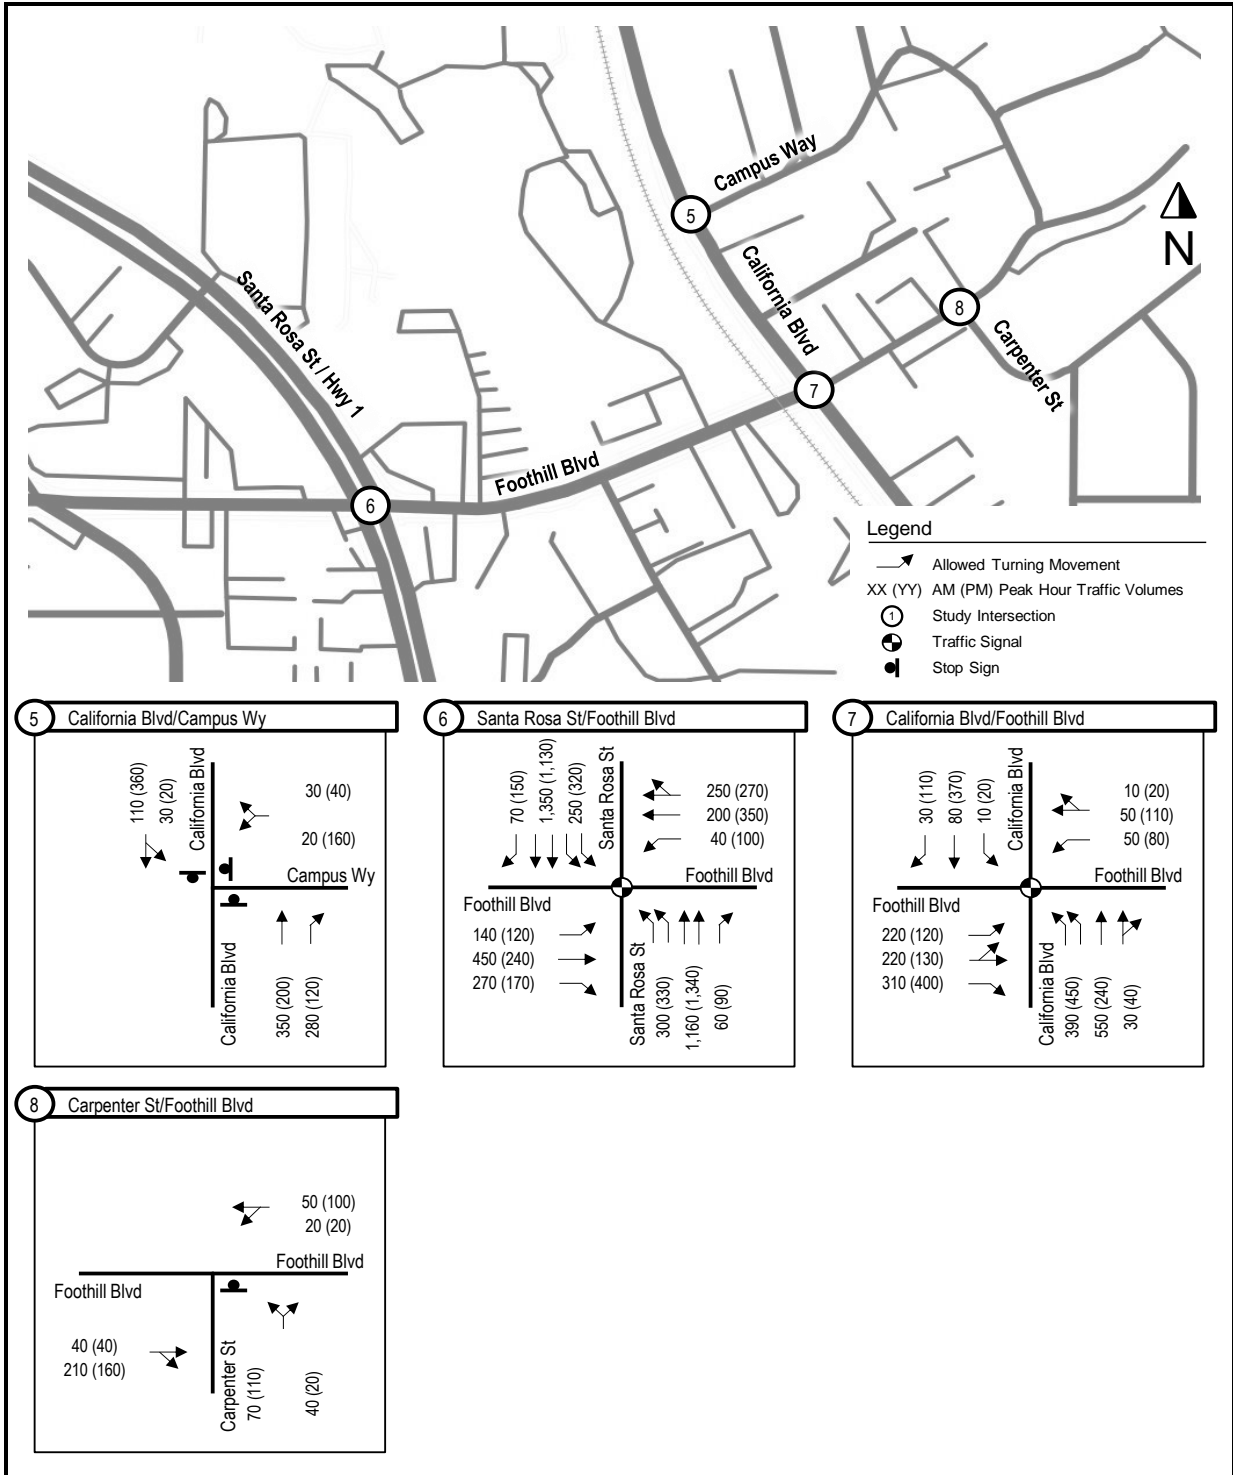 Campus Way
5
N
California Blvd
8
Santa Rosa St / Hwy 1
Carpenter St
7
Foothill Blvd
6
Legend
Allowed Turning Movement
XX (YY) AM (PM) Peak Hour Traffic Volumes
1 Study Intersection
Traffic Signal
Stop Sign
5 California Blvd/Campus Wy
110 (360)
30 (20)
California Blvd
30 (40)
20 (160)
Campus Wy
California Blvd
350 (200)
280 (120)
6 Santa Rosa St/Foothill Blvd
70 (150)
1,350 (1,130)
250 (320)
Santa Rosa St
250 (270)
200 (350)
40 (100)
Foothill Blvd
Foothill Blvd
140 (120)
450 (240)
270 (170)
Santa Rosa St
300 (330)
1,160 (1,340)
60 (90)
7 California Blvd/Foothill Blvd
30 (110)
80 (370)
10 (20)
California Blvd
10 (20)
50 (110)
50 (80)
Foothill Blvd
Foothill Blvd
220 (120)
220 (130)
310 (400)
California Blvd
390 (450)
550 (240)
30 (40)
8 Carpenter St/Foothill Blvd
50 (100)
20 (20)
Foothill Blvd
Foothill Blvd
40 (40)
210 (160)
Carpenter St
70 (110)
40 (20)